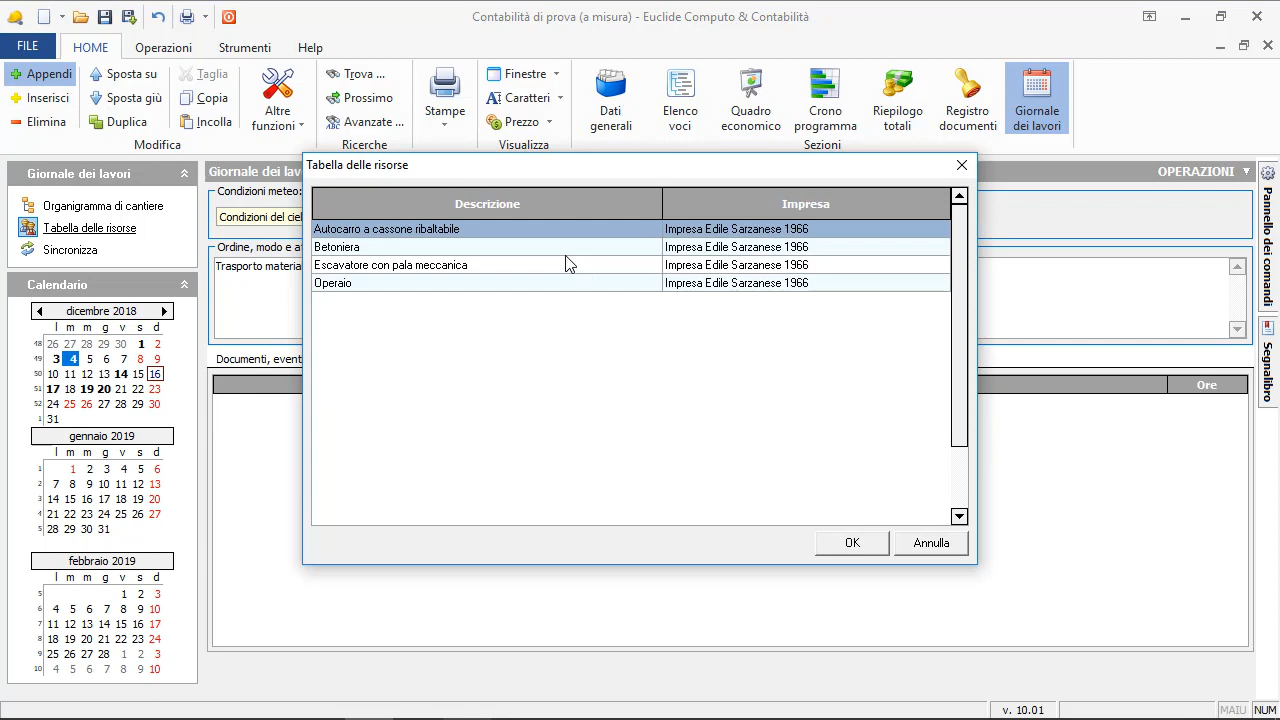 Contabilità di prova (a misura) - Euclide Computo & Contabilità
FILE HOME Operazioni Strumenti Help
Appendi Sposta su Taglia Trova ... Finestre
Inserisci Sposta giù Copia Prossimo Caratteri
Elimina Duplica Incolla Avanzate ... Prezzo
Altre funzioni
Stampe
Dati generali
Elenco voci
Quadro economico
Crono programma
Riepilogo totali
Registro documenti
Giornale dei lavori
Modifica Ricerche Visualizza Sezioni
Giornale dei lavori
Organigramma di cantiere
Tabella delle risorse
Sincronizza
Calendario
dicembre 2018
l m m g v s d
48 26 27 28 29 30 1 2
49 3 4 5 6 7 8 9
50 10 11 12 13 14 15 16
51 17 18 19 20 21 22 23
52 24 25 26 27 28 29 30
1 31
gennaio 2019
l m m g v s d
1 1 2 3 4 5 6
2 7 8 9 10 11 12 13
3 14 15 16 17 18 19 20
4 21 22 23 24 25 26 27
5 28 29 30 31
febbraio 2019
l m m g v s d
5 1 2 3
6 4 5 6 7 8 9 10
7 11 12 13 14 15 16 17
8 18 19 20 21 22 23 24
9 25 26 27 28 1 2 3
10 4 5 6 7 8 9 10
Giornale dei lav
OPERAZIONI
Condizioni meteo:
Condizioni del ciel
Ordine, modo e at
Trasporto materia
Documenti, event
Ore
Tabella delle risorse
Descrizione Impresa
Autocarro a cassone ribaltabile Impresa Edile Sarzanese 1966
Betoniera Impresa Edile Sarzanese 1966
Escavatore con pala meccanica Impresa Edile Sarzanese 1966
Operaio Impresa Edile Sarzanese 1966
OK Annulla
Pannello dei comandi
Segnalibro
v. 10.01 MAIU NUM